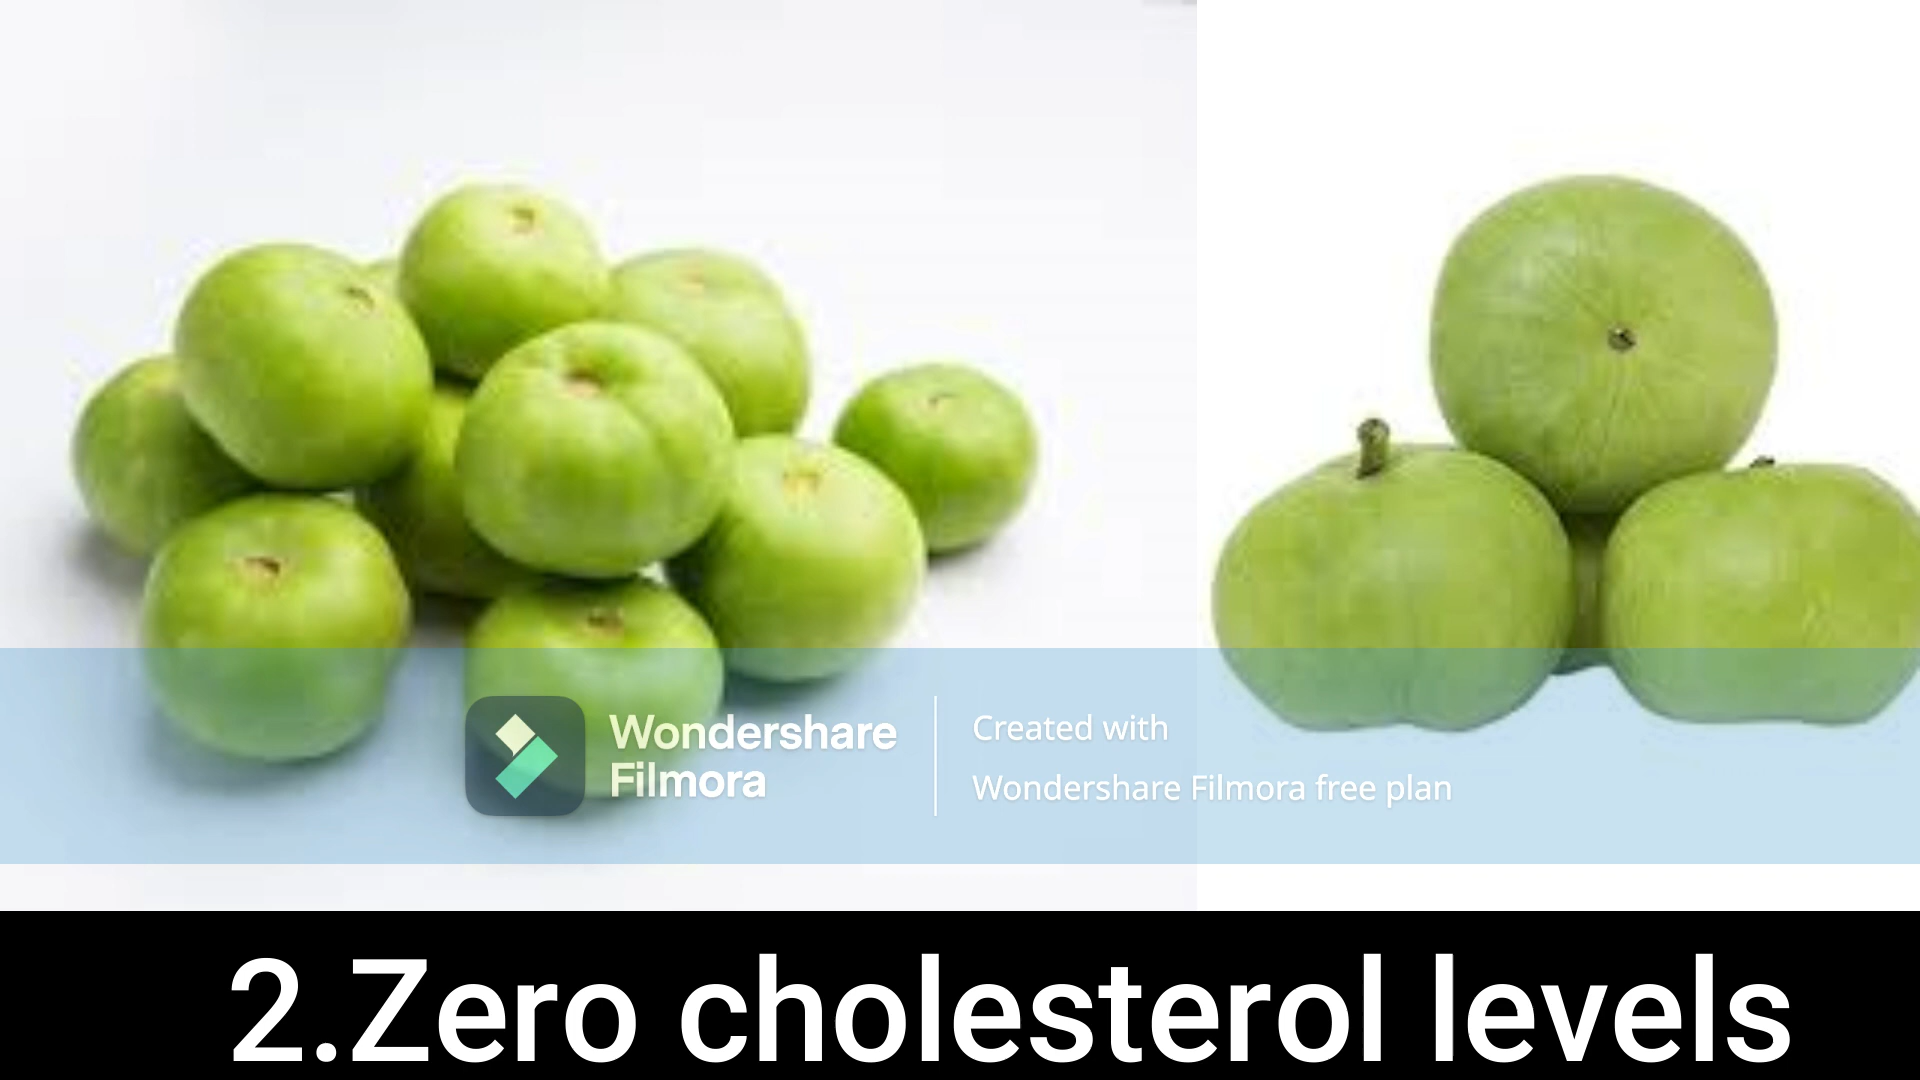 Wondershare
Filmora
Created with
Wondershare Filmora free plan
2.Zero cholesterol levels